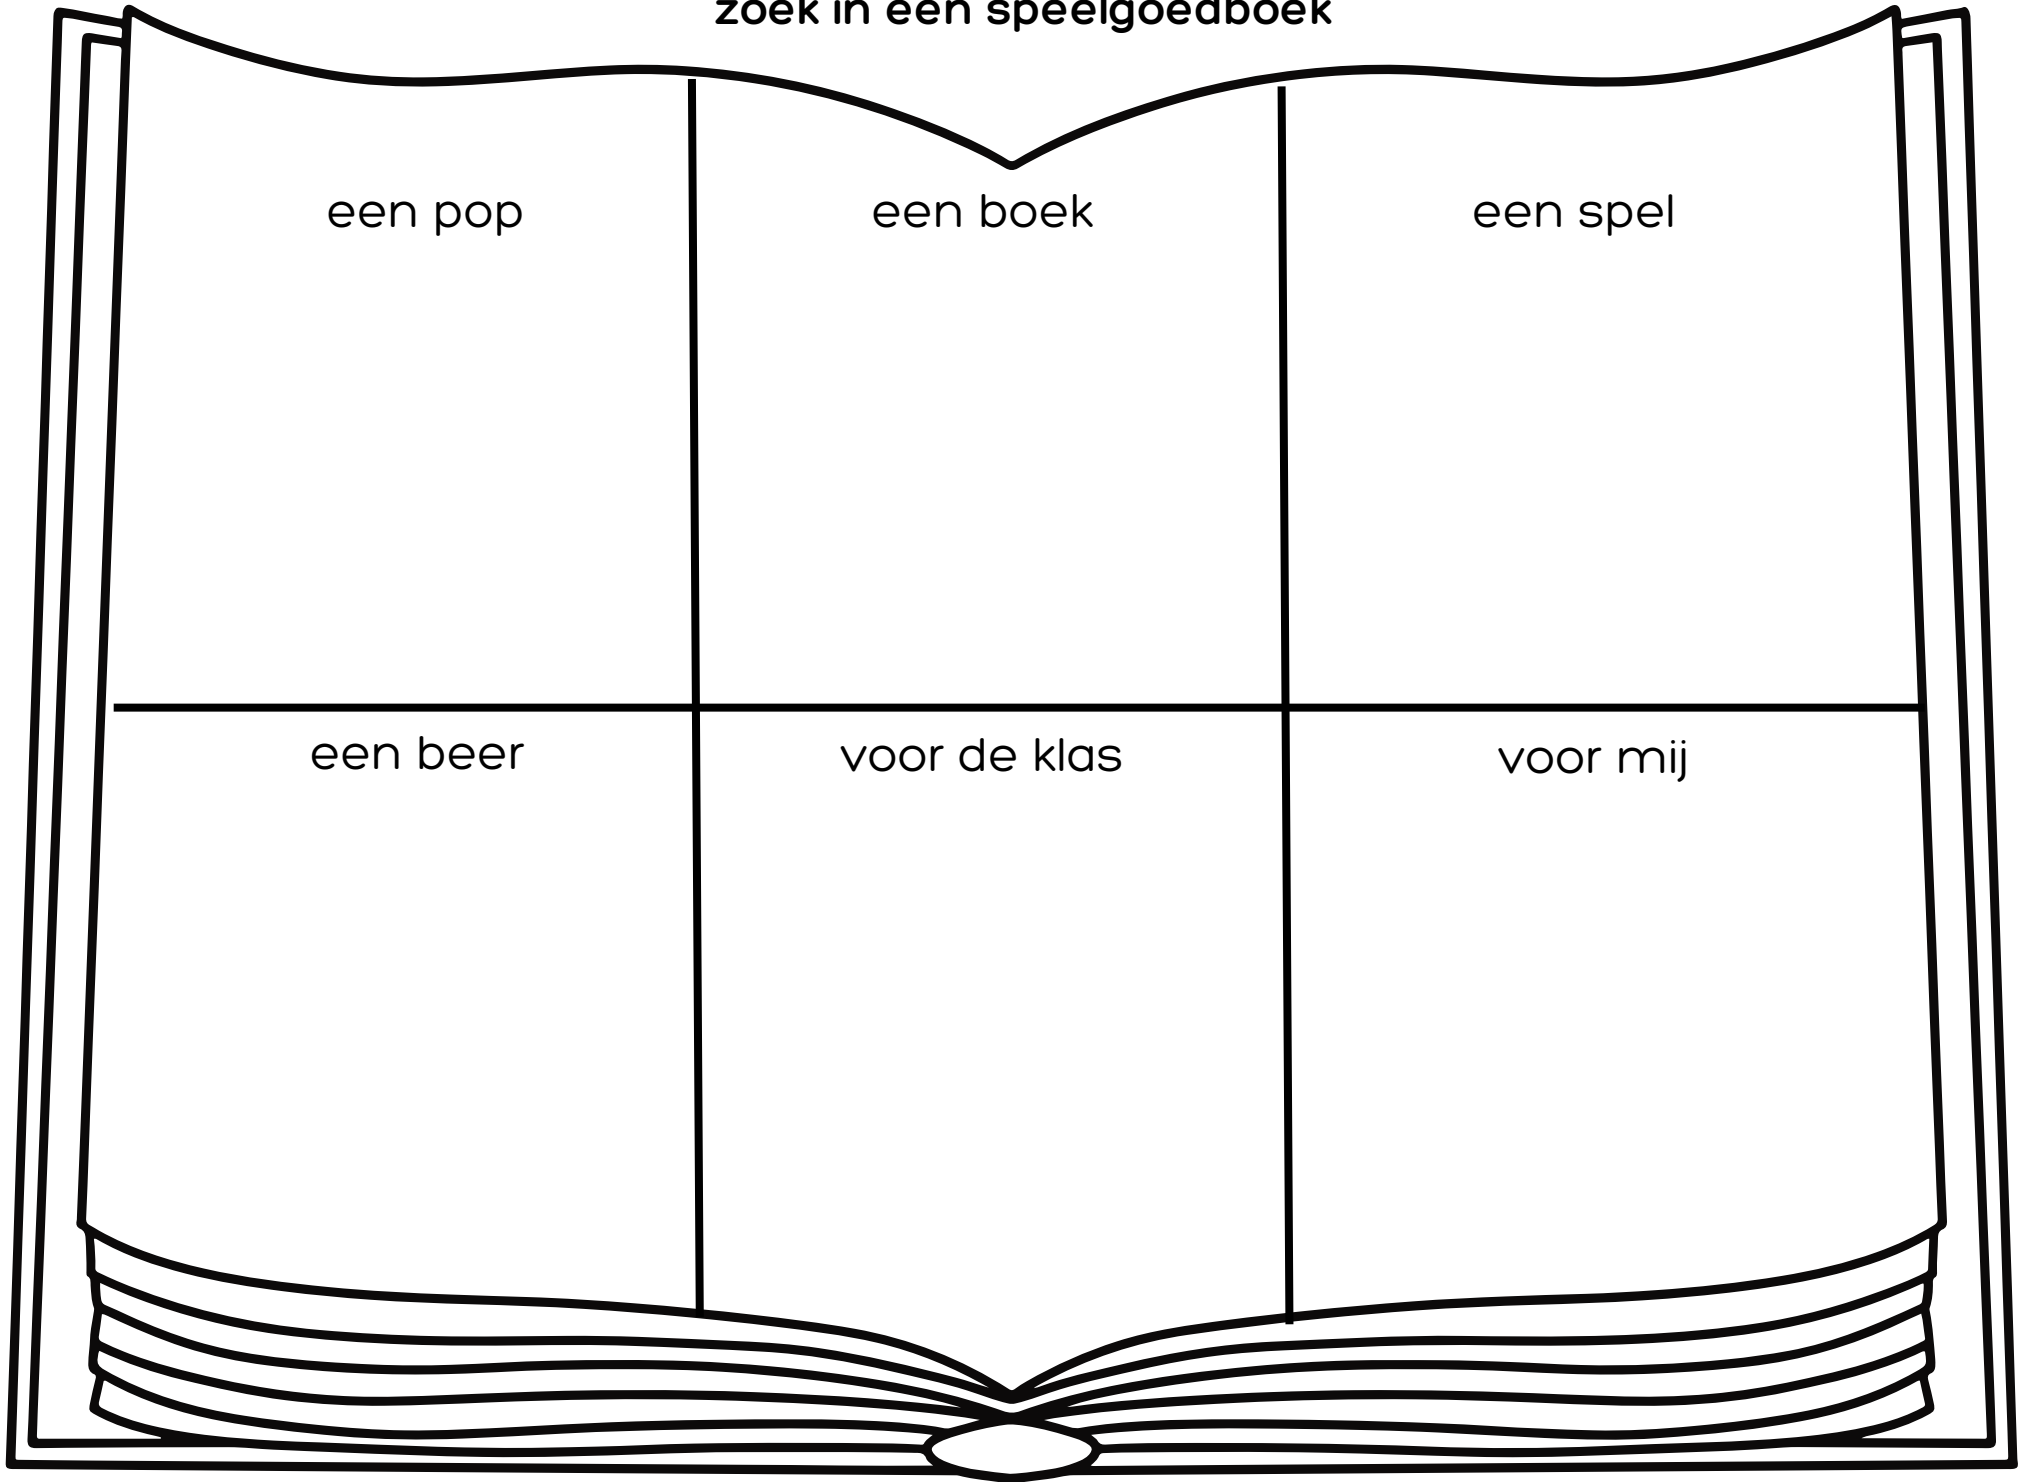 zoek in een speelgoedboek
een pop
een boek
een spel
een beer
voor de klas
voor mij